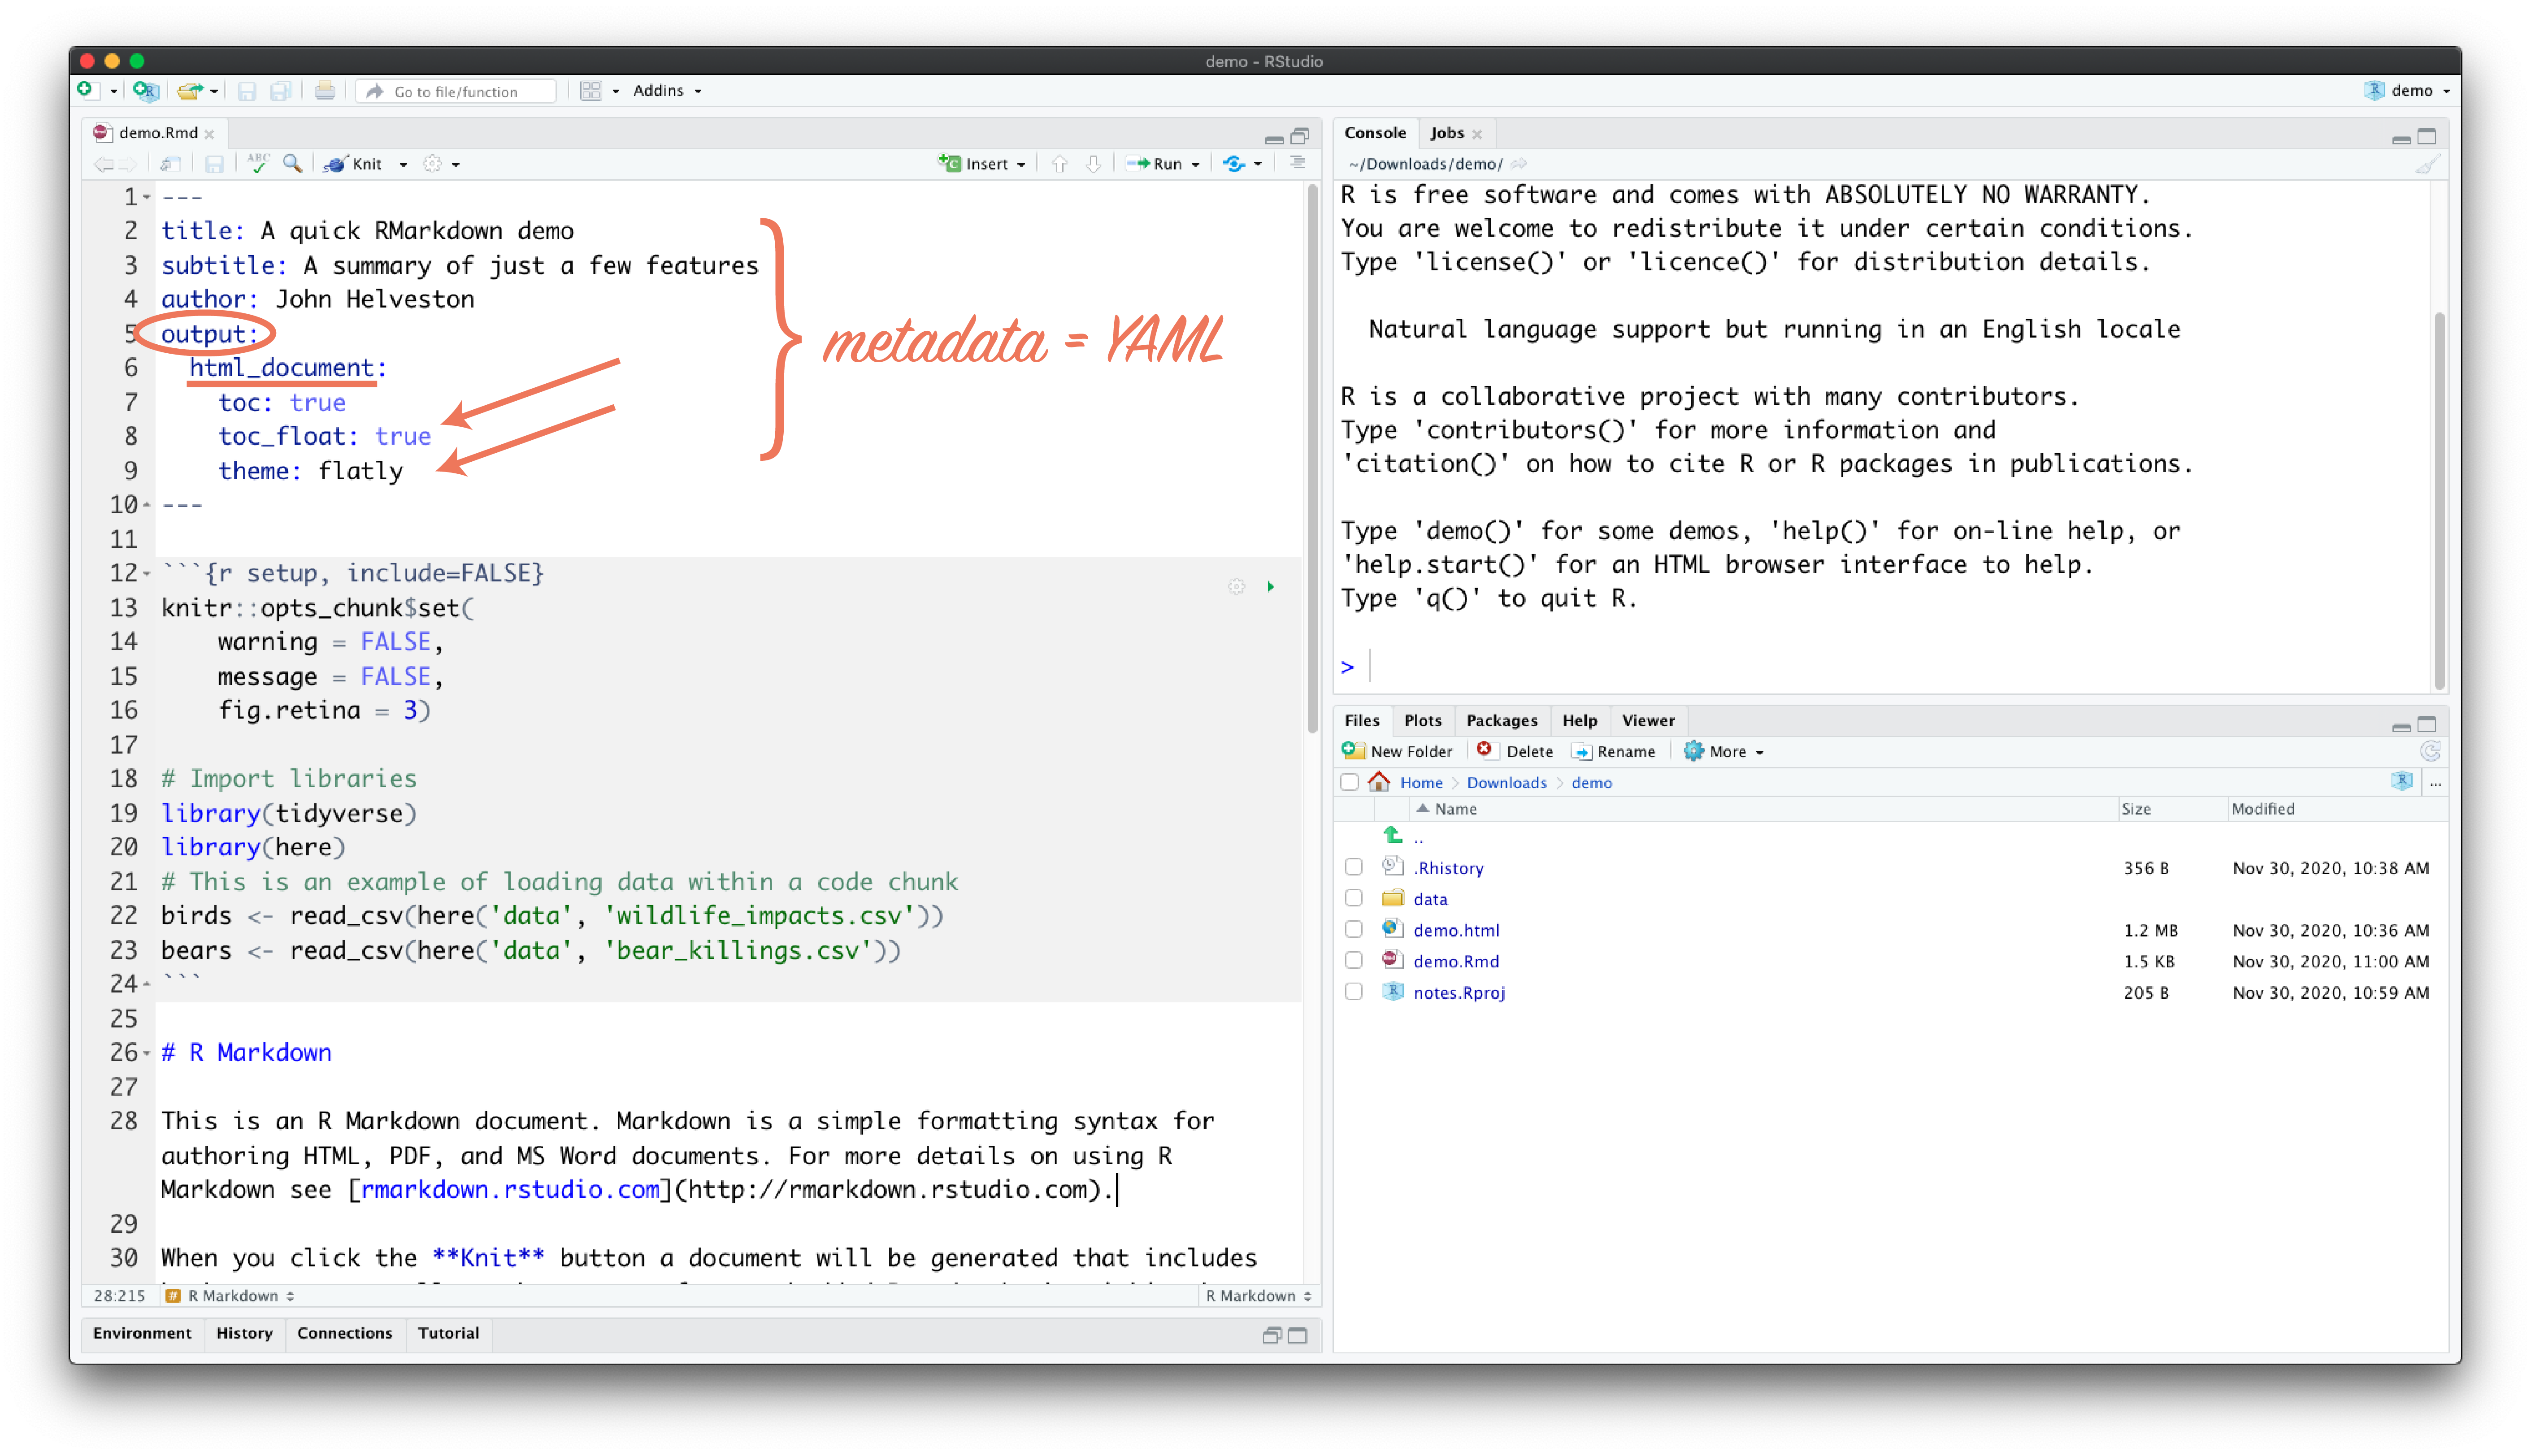 demo - RStudio
Go to file/function
Addins
demo
demo.Rmd
ABC
Knit
Insert
Run
1 ---
2 title: A quick RMarkdown demo
3 subtitle: A summary of just a few features
4 author: John Helveston
5 output:
6 html_document:
7 toc: true
8 toc_float: true
9 theme: flatly
10 ---
metadata = YAML
11
12 ```{r setup, include=FALSE}
13 knitr::opts_chunk$set(
14 warning = FALSE,
15 message = FALSE,
16 fig.retina = 3)
17
18 # Import libraries
19 library(tidyverse)
20 library(here)
21 # This is an example of loading data within a code chunk
22 birds <- read_csv(here('data', 'wildlife_impacts.csv'))
23 bears <- read_csv(here('data', 'bear_killings.csv'))
24 ```
25
26 # R Markdown
27
28 This is an R Markdown document. Markdown is a simple formatting syntax for
authoring HTML, PDF, and MS Word documents. For more details on using R
Markdown see [rmarkdown.rstudio.com](http://rmarkdown.rstudio.com).
29
30 When you click the **Knit** button a document will be generated that includes
28:215 # R Markdown R Markdown
Environment History Connections Tutorial
Console Jobs
~/Downloads/demo/
R is free software and comes with ABSOLUTELY NO WARRANTY.
You are welcome to redistribute it under certain conditions.
Type 'license()' or 'licence()' for distribution details.
Natural language support but running in an English locale
R is a collaborative project with many contributors.
Type 'contributors()' for more information and
'citation()' on how to cite R or R packages in publications.
Type 'demo()' for some demos, 'help()' for on-line help, or
'help.start()' for an HTML browser interface to help.
Type 'q()' to quit R.
>
Files Plots Packages Help Viewer
New Folder Delete Rename More
Home Downloads demo ...
Name Size Modified
..
.Rhistory 356 B Nov 30, 2020, 10:38 AM
data
demo.html 1.2 MB Nov 30, 2020, 10:36 AM
demo.Rmd 1.5 KB Nov 30, 2020, 11:00 AM
notes.Rproj 205 B Nov 30, 2020, 10:59 AM